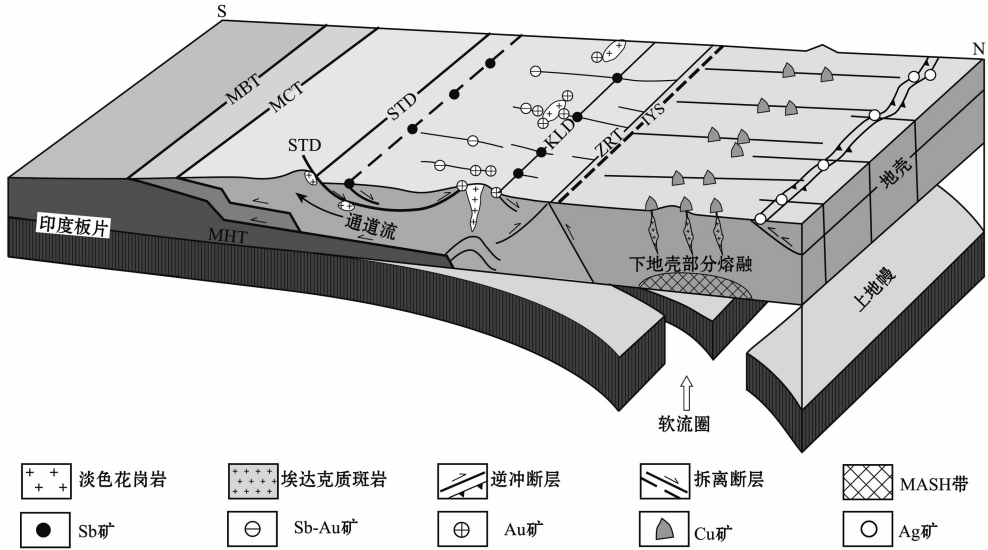 S
N
MBT
MCT
STD
STD
KLD
ZRT
IYS
地壳
通道流
印度板片
MHT
下地壳部分熔融
上地幔
软流圈
淡色花岗岩
埃达克质斑岩
逆冲断层
拆离断层
MASH带
Sb矿
Sb-Au矿
Au矿
Cu矿
Ag矿